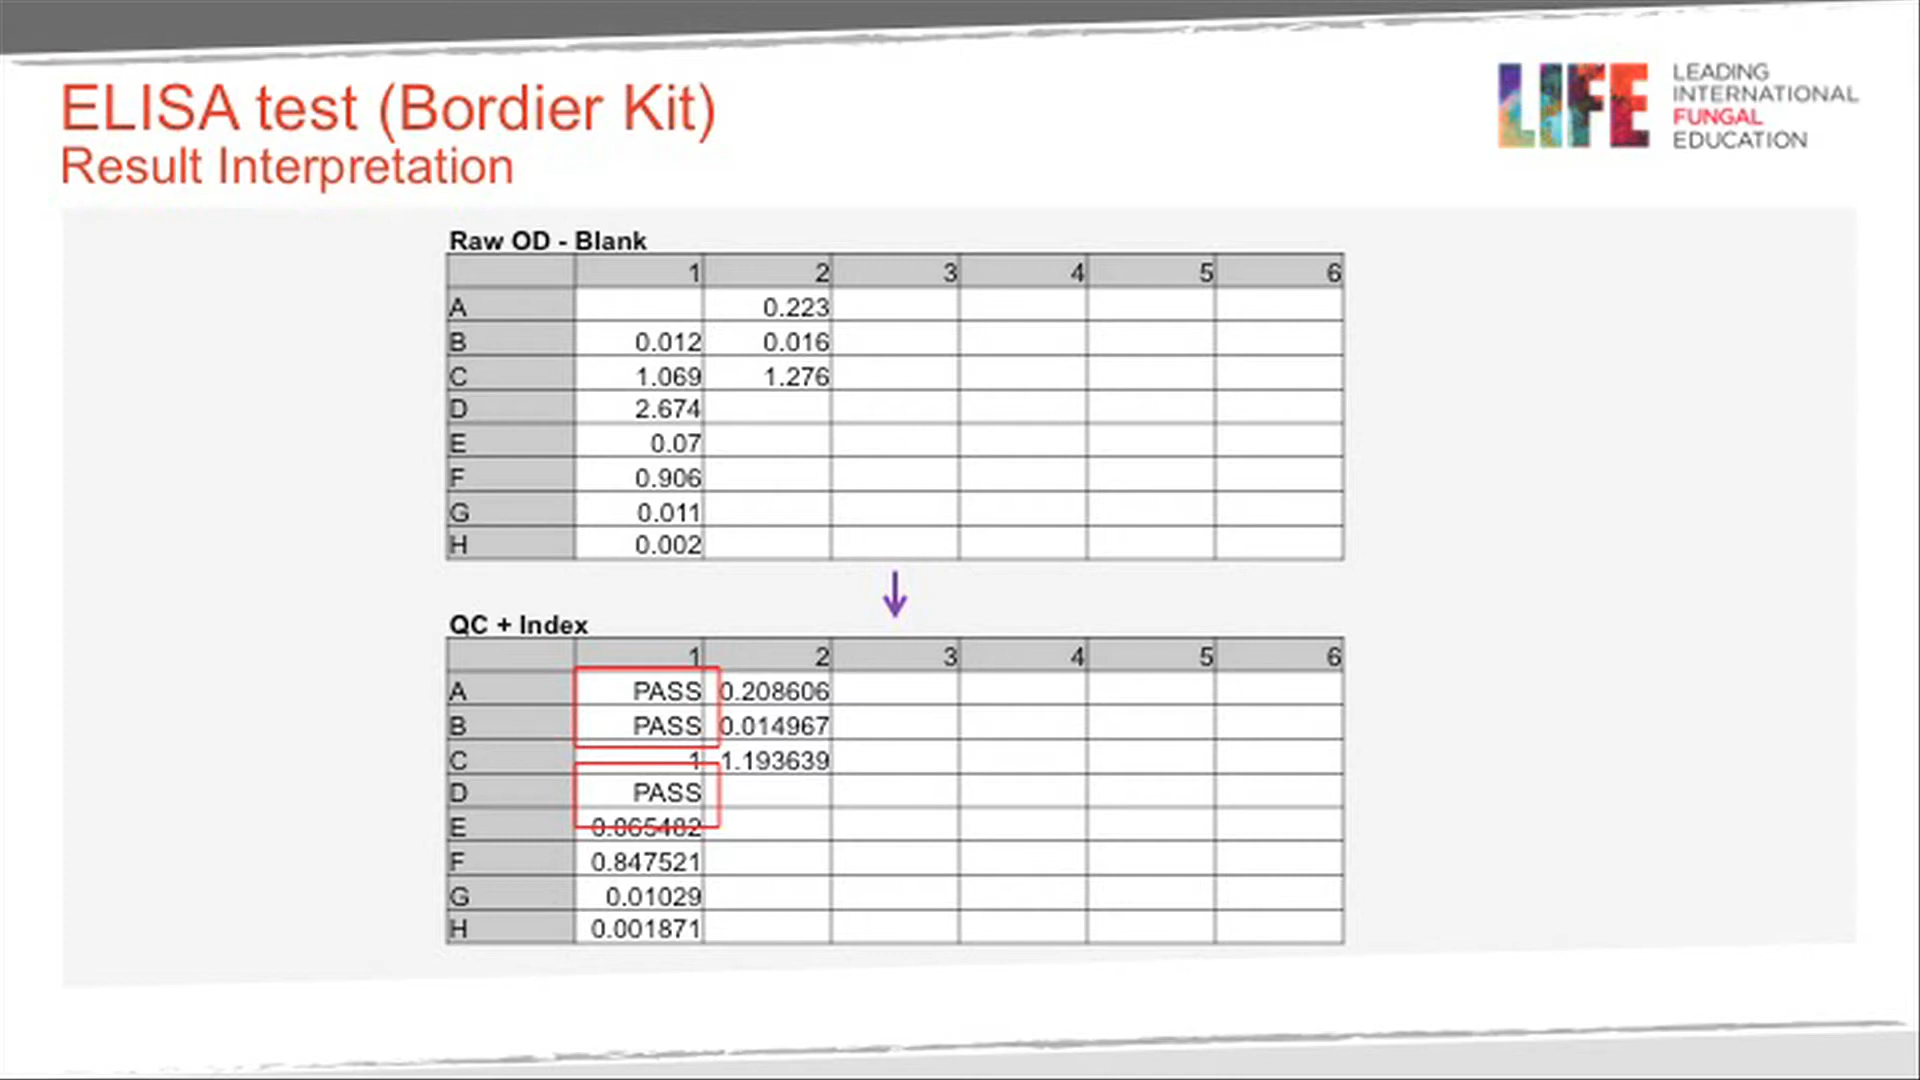 ELISA test (Bordier Kit)
Result Interpretation
LIFE
LEADING
INTERNATIONAL
FUNGAL
EDUCATION
Raw OD - Blank
1 2 3 4 5 6
A 0.223
B 0.012 0.016
C 1.069 1.276
D 2.674
E 0.07
F 0.906
G 0.011
H 0.002
QC + Index
1 2 3 4 5 6
A PASS 0.208606
B PASS 0.014967
C 1 1.193639
D PASS
E 0.065482
F 0.847521
G 0.01029
H 0.001871